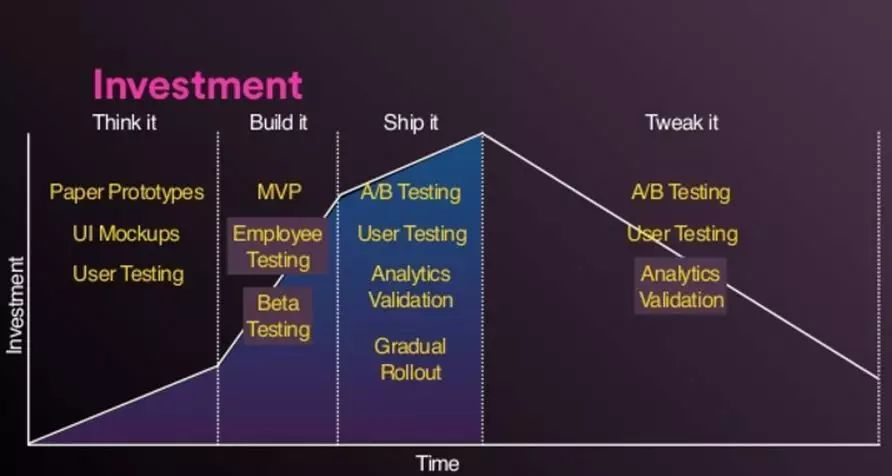 Investment
Think it
Build it
Ship it
Tweak it
Paper Prototypes
UI Mockups
User Testing
MVP
Employee
Testing
Beta
Testing
A/B Testing
User Testing
Analytics
Validation
Gradual
Rollout
A/B Testing
User Testing
Analytics
Validation
Investment
Time